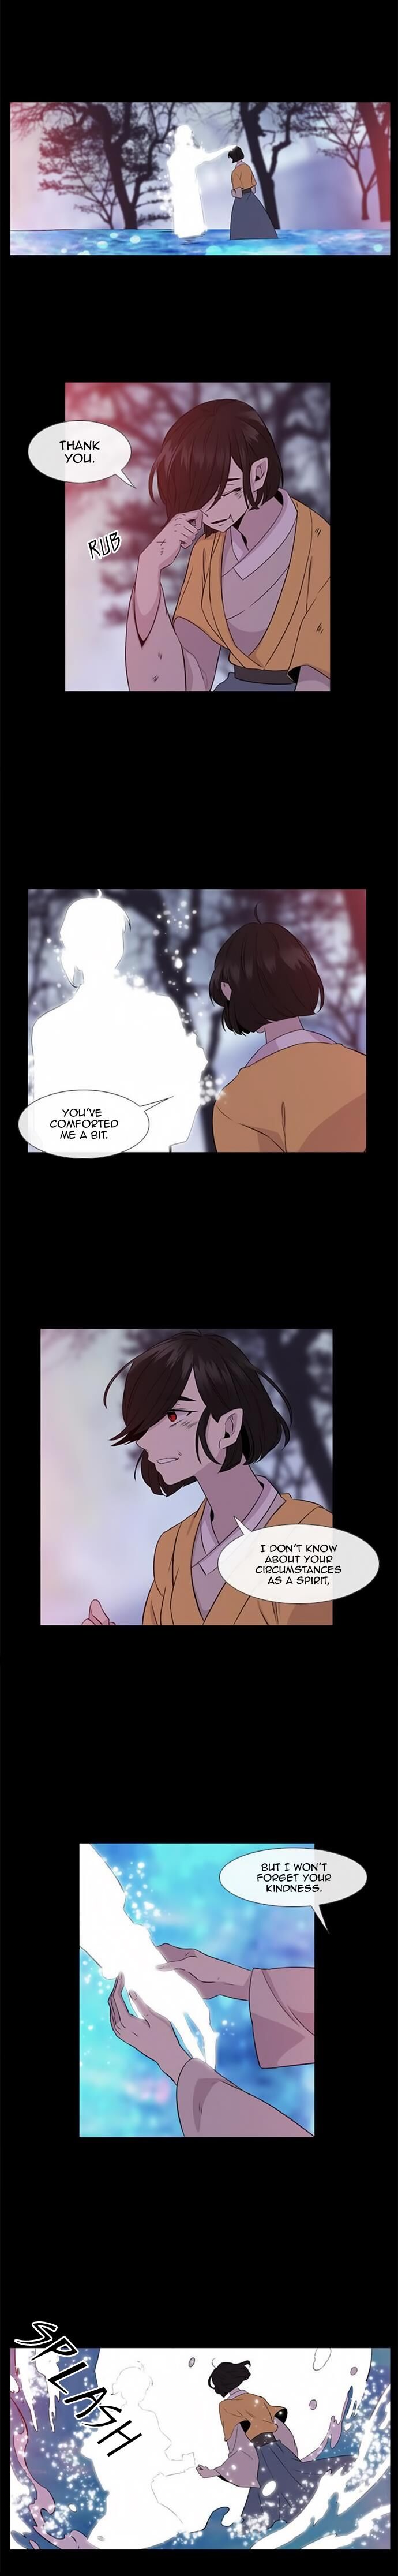 THANK
YOU.
RUB
YOU'VE
COMFORTED
ME A BIT.
I DON'T KNOW
ABOUT YOUR
CIRCUMSTANCES
AS A SPIRIT,
BUT I WON'T
FORGET YOUR
KINDNESS.
SPLASH